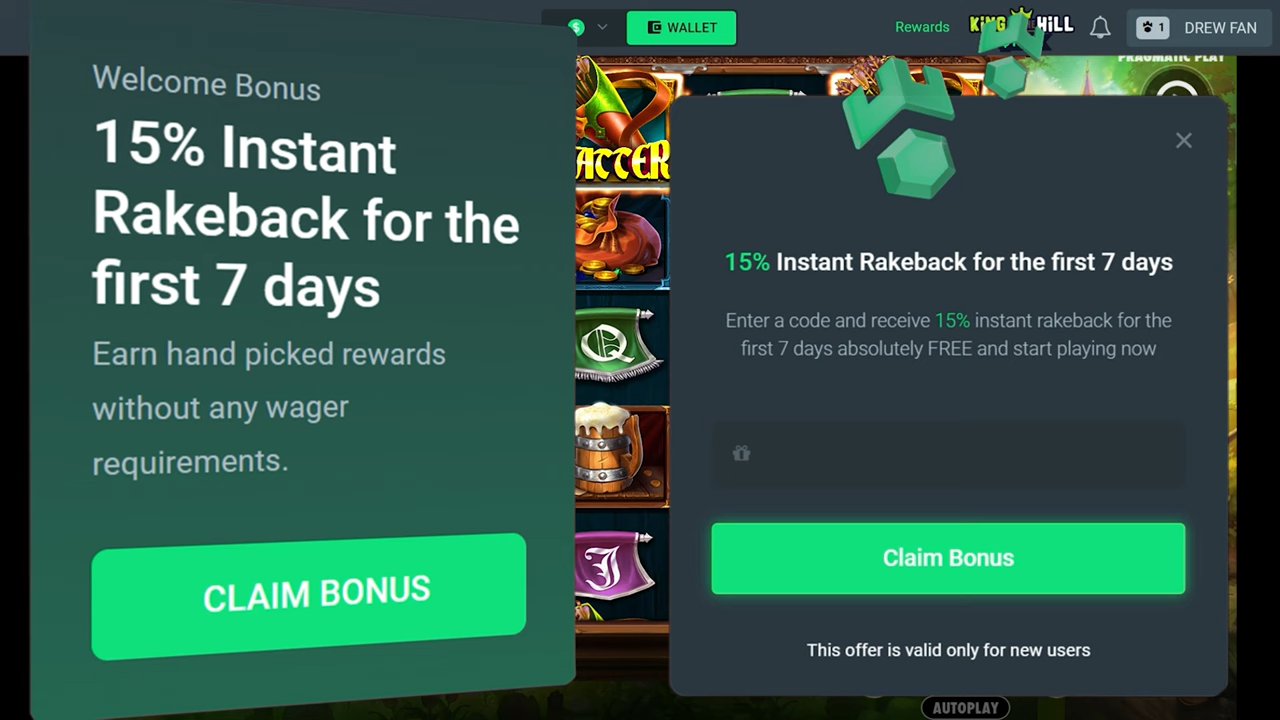 WALLET
Rewards
KING HILL
1
DREW FAN
PRAGMATIC PLAY
Welcome Bonus
15% Instant
Rakeback for the
first 7 days
Earn hand picked rewards
without any wager
requirements.
CLAIM BONUS
ATTER
Q
J
15% Instant Rakeback for the first 7 days
Enter a code and receive 15% instant rakeback for the
first 7 days absolutely FREE and start playing now
Claim Bonus
This offer is valid only for new users
AUTOPLAY